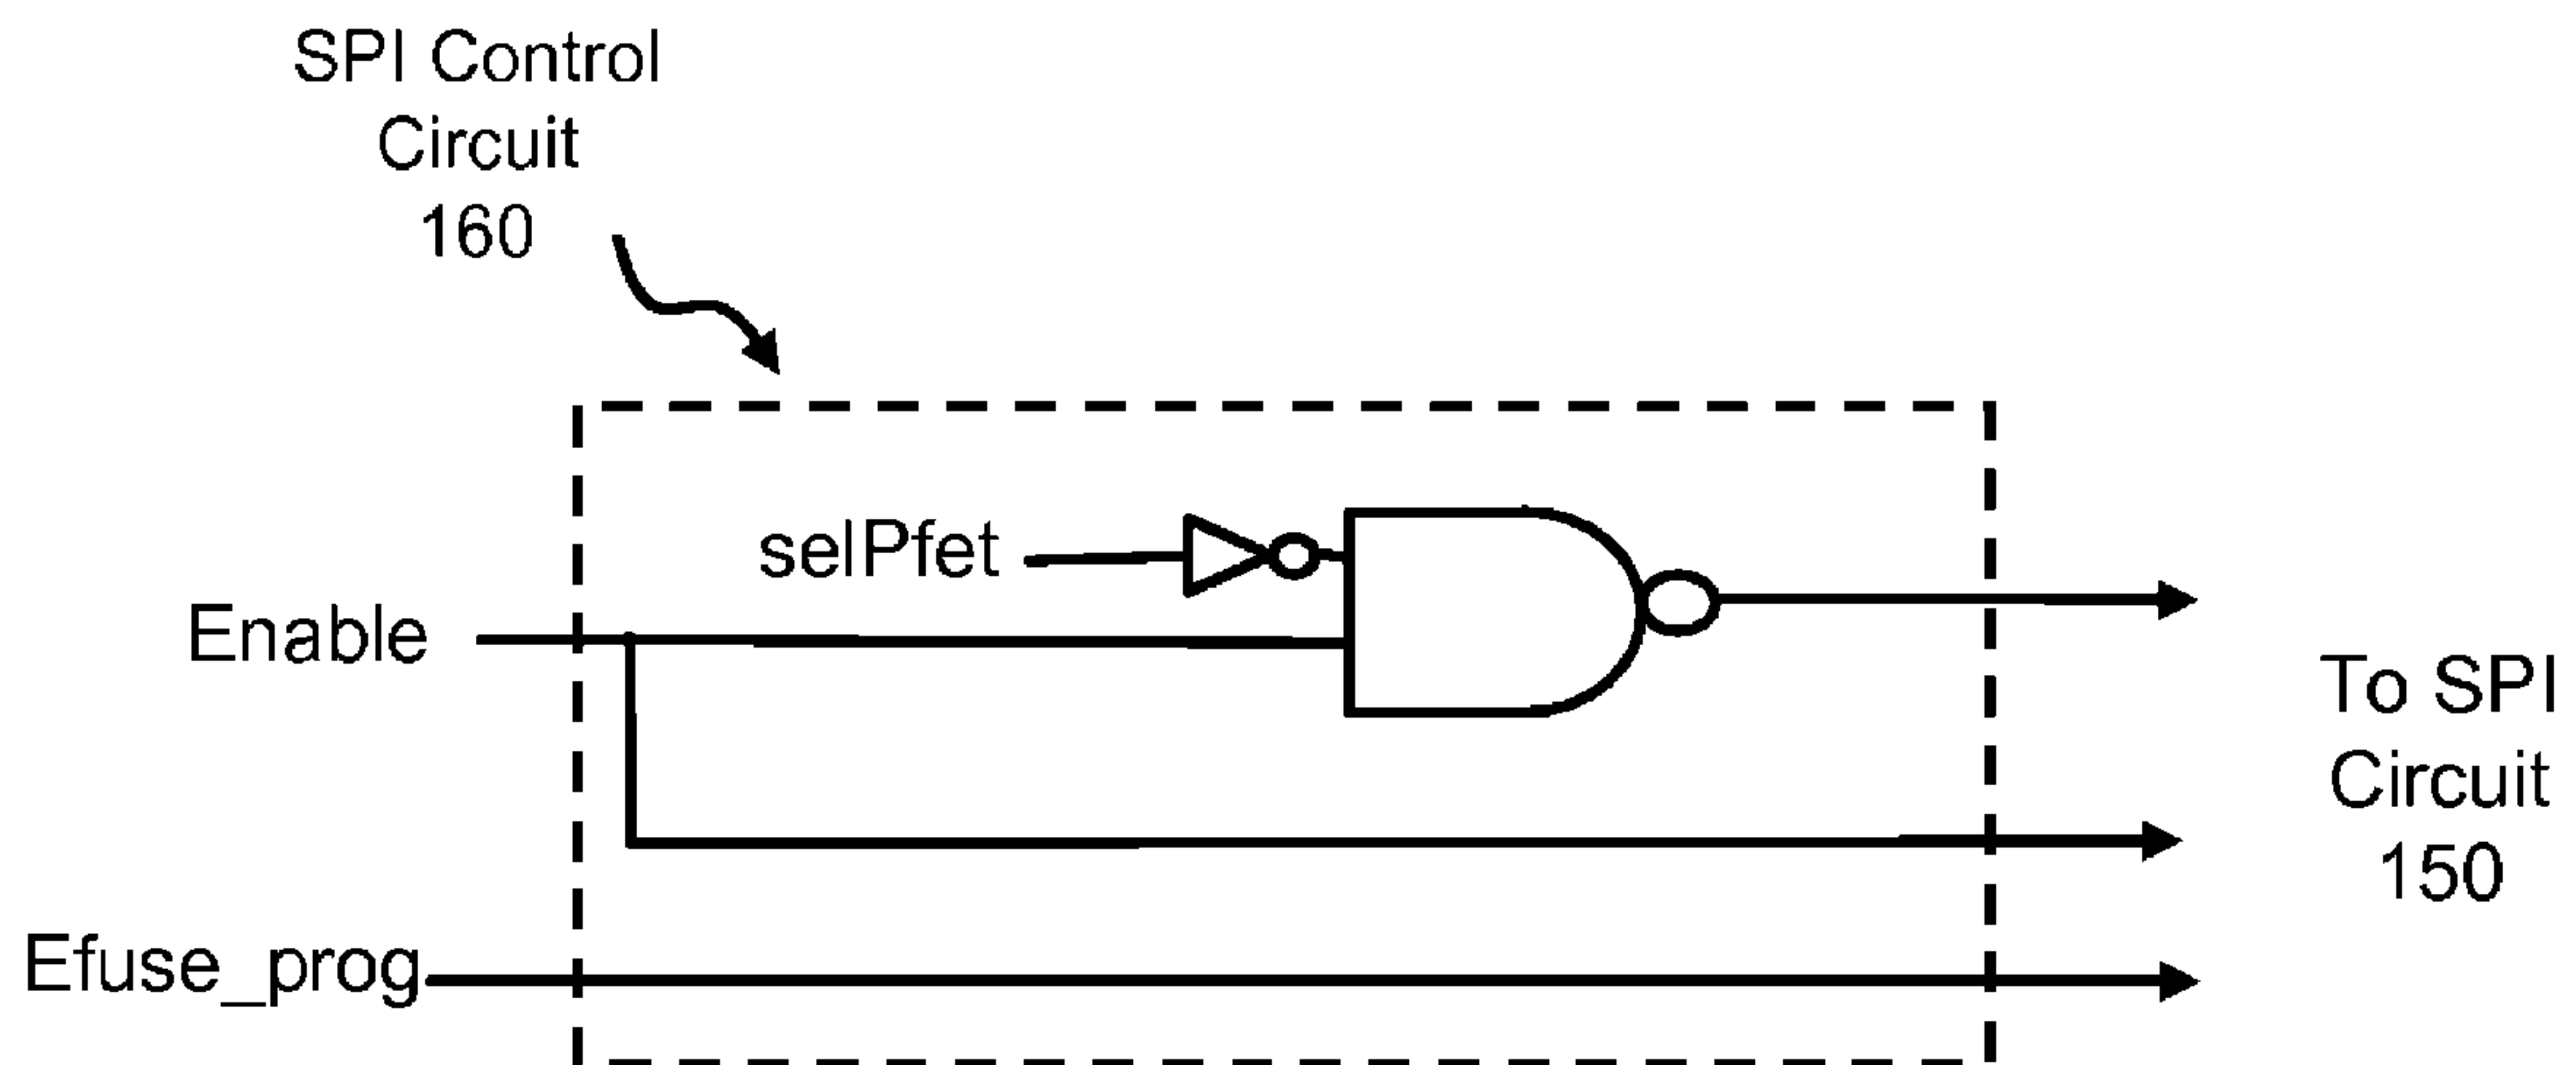 SPI Control
Circuit
160
selPfet
Enable
To SPI
Circuit
150
Efuse_prog